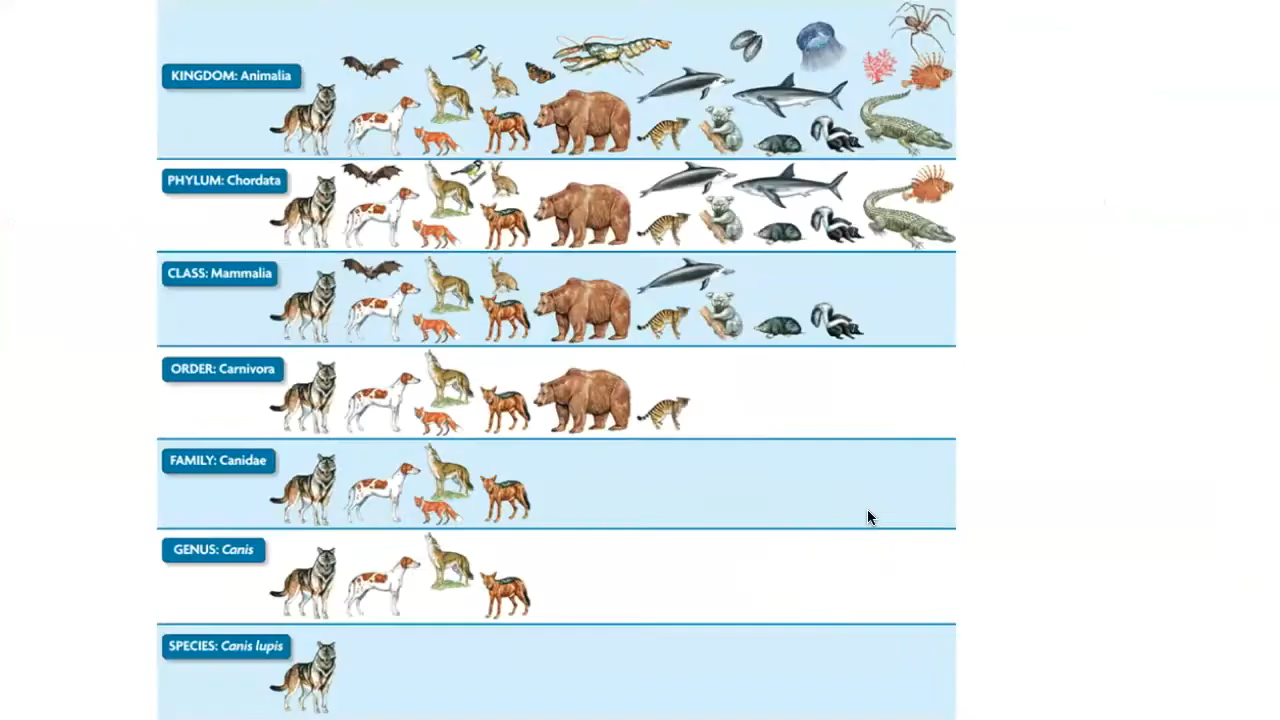 KINGDOM: Animalia
PHYLUM: Chordata
CLASS: Mammalia
ORDER: Carnivora
FAMILY: Canidae
GENUS: Canis
SPECIES: Canis lupis